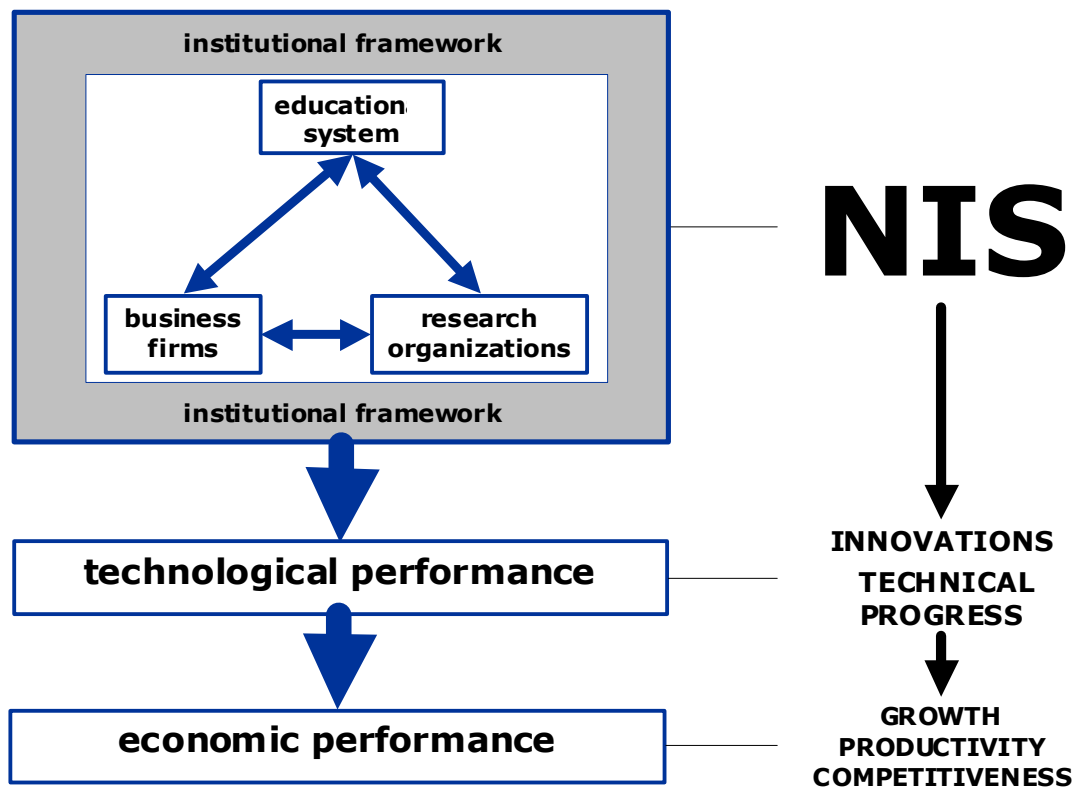 institutional framework
education
system
business
firms
research
organizations
institutional framework
NIS
technological performance
INNOVATIONS
TECHNICAL
PROGRESS
economic performance
GROWTH
PRODUCTIVITY
COMPETITIVENESS